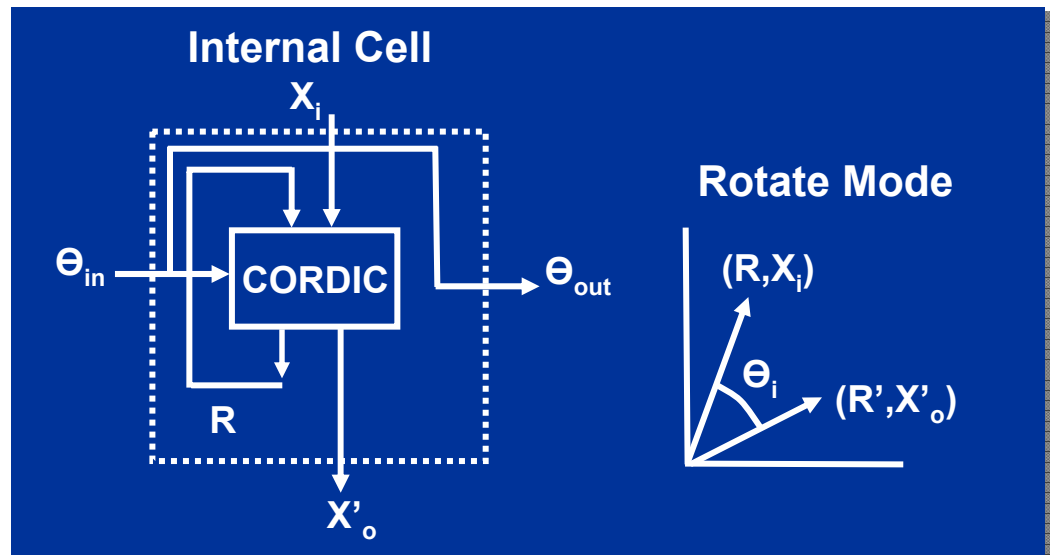 Internal Cell
Xi
Rotate Mode
ϴin
CORDIC
ϴout
(R,Xi)
ϴi
(R',X'o)
R
X'o